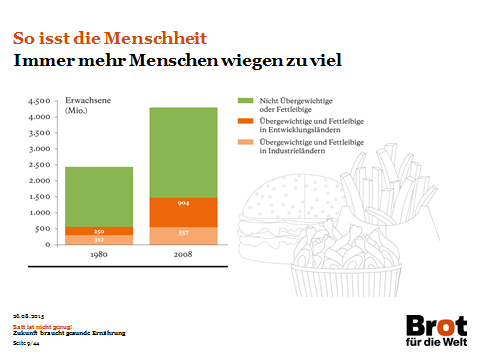 So isst die Menschheit
Immer mehr Menschen wiegen zu viel
Erwachsene
(Mio.)
4.500
4.000
3.500
3.000
2.500
2.000
1.500
1.000
500
0
250
312
904
557
1980
2008
Nicht Übergewichtige
oder Fettleibige
Übergewichtige und Fettleibige
in Entwicklungsländern
Übergewichtige und Fettleibige
in Industrieländern
26.08.2015
Satt ist nicht genug!
Zukunft braucht gesunde Ernährung
Seite 9/44
Brot
für die Welt